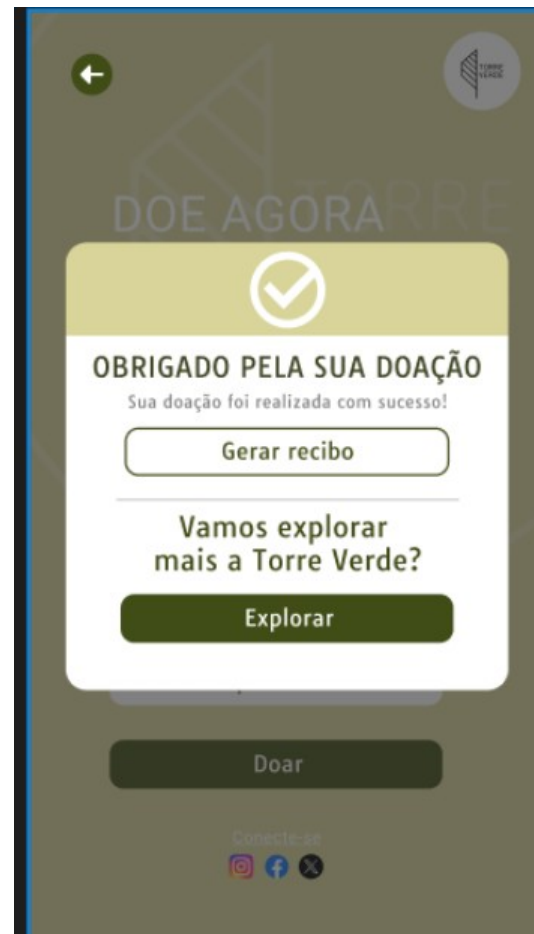 TORRE
VERDE
DOE AGORA
TORRE
OBRIGADO PELA SUA DOAÇÃO
Sua doação foi realizada com sucesso!
Gerar recibo
Vamos explorar
mais a Torre Verde?
Explorar
Doar
Conecte-se